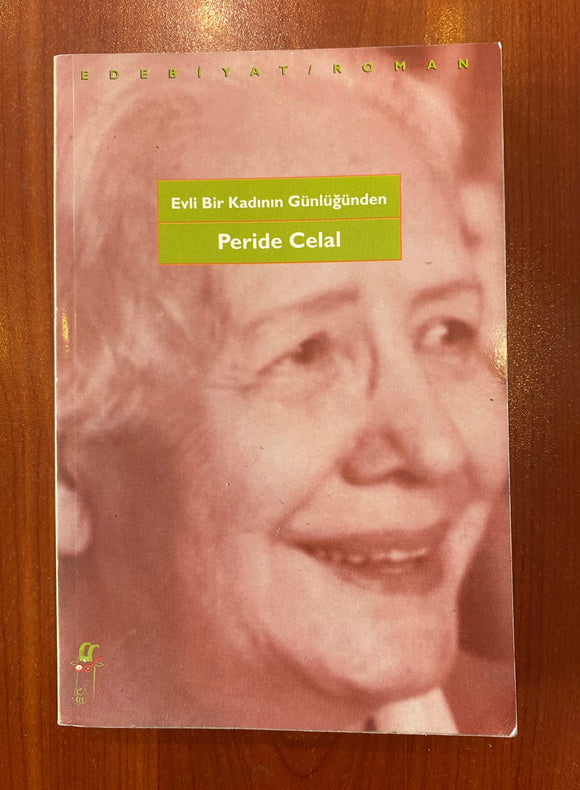 EDEBİYAT/ROMAN
Evli Bir Kadının Günlüğünden
Peride Celal